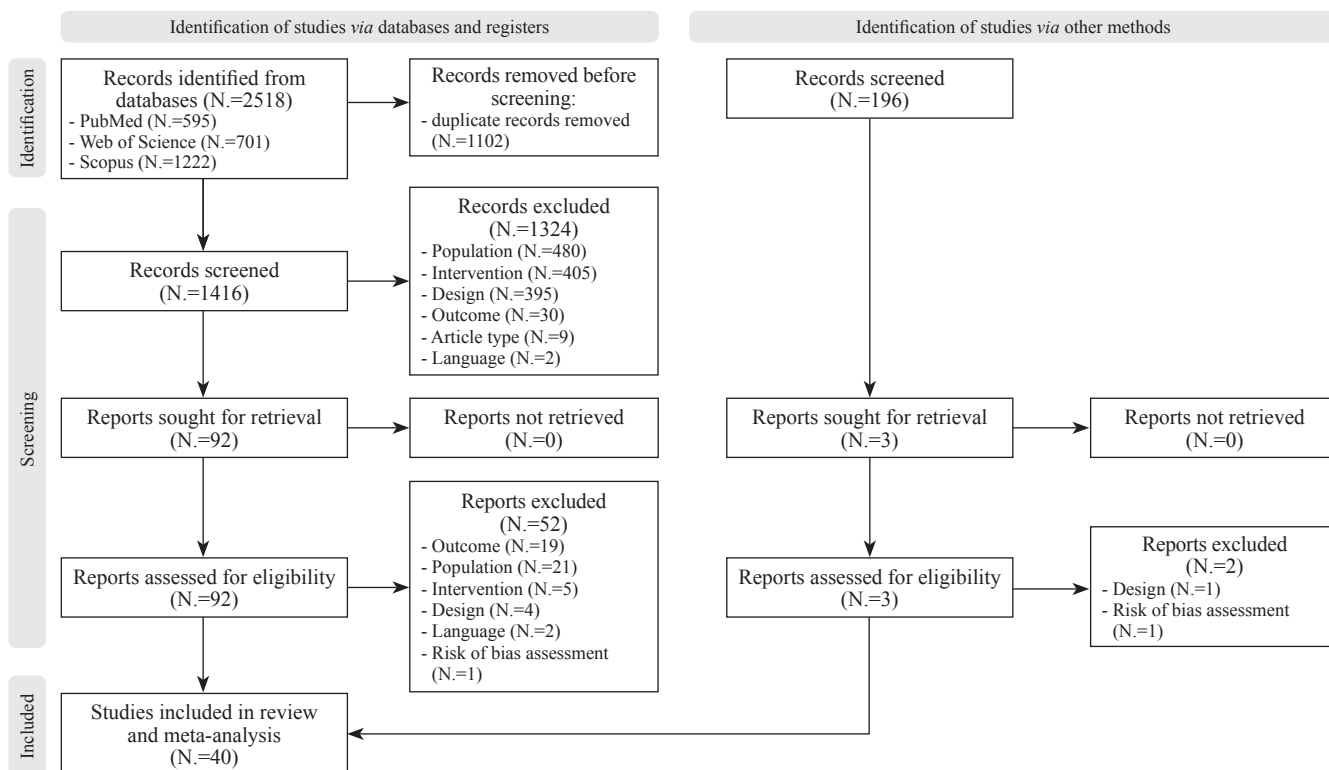 Identification of studies via databases and registers
Identification of studies via other methods
Identification
Records identified from
databases (N.=2518)
- PubMed (N.=595)
- Web of Science (N.=701)
- Scopus (N.=1222)
Records removed before
screening:
- duplicate records removed
(N.=1102)
Records screened
(N.=196)
Screening
Records screened
(N.=1416)
Records excluded
(N.=1324)
- Population (N.=480)
- Intervention (N.=405)
- Design (N.=395)
- Outcome (N.=30)
- Article type (N.=9)
- Language (N.=2)
Reports sought for retrieval
(N.=92)
Reports not retrieved
(N.=0)
Reports sought for retrieval
(N.=3)
Reports not retrieved
(N.=0)
Reports assessed for eligibility
(N.=92)
Reports excluded
(N.=52)
- Outcome (N.=19)
- Population (N.=21)
- Intervention (N.=5)
- Design (N.=4)
- Language (N.=2)
- Risk of bias assessment
(N.=1)
Reports assessed for eligibility
(N.=3)
Reports excluded
(N.=2)
- Design (N.=1)
- Risk of bias assessment
(N.=1)
Included
Studies included in review
and meta-analysis
(N.=40)